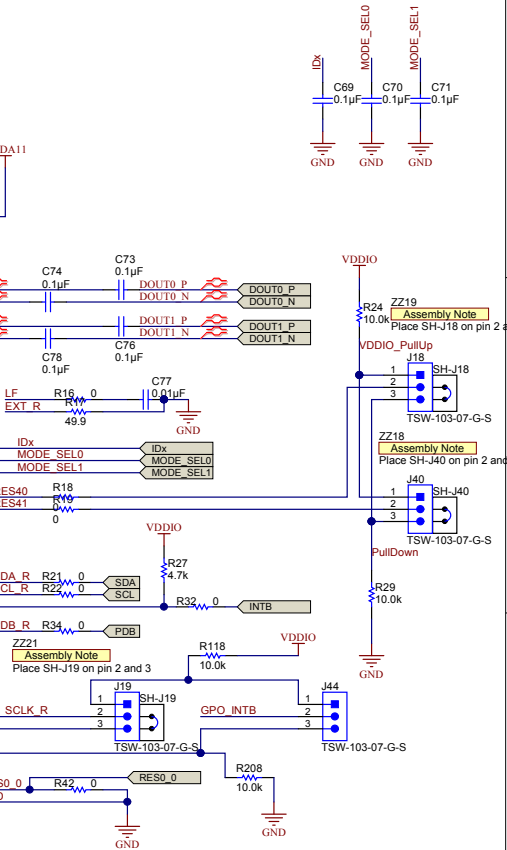 IDx
MODE_SEL0
MODE_SEL1
C69
0.1µF
C70
0.1µF
C71
0.1µF
GND
GND
GND
DA11
C74
0.1µF
C73
0.1µF
DOUT0_P
DOUT0_N
DOUT0_P
DOUT0_N
DOUT1_P
DOUT1_N
DOUT1_P
DOUT1_N
C78
0.1µF
C76
0.1µF
VDDIO
R24
10.0k
ZZ19
Assembly Note
Place SH-J18 on pin 2 a
VDDIO_PullUp
J18
SH-J18
1
2
3
TSW-103-07-G-S
LF
R16
0
C77
0.01µF
EXT_R
R17
49.9
GND
ZZ18
Assembly Note
Place SH-J40 on pin 2 and
IDx
MODE_SEL0
MODE_SEL1
IDx
MODE_SEL0
MODE_SEL1
J40
SH-J40
1
2
3
TSW-103-07-G-S
ES40
R18
0
ES41
R19
0
PullDown
R29
10.0k
GND
VDDIO
R27
4.7k
DA_R
R21
0
SDA
CL_R
R22
0
SCL
R32
0
INTB
DB_R
R34
0
PDB
ZZ21
Assembly Note
Place SH-J19 on pin 2 and 3
R118
10.0k
VDDIO
J19
SH-J19
1
2
3
SCLK_R
TSW-103-07-G-S
J44
GPO_INTB
1
2
3
TSW-103-07-G-S
R208
10.0k
GND
S0_0
R42
0
RES0_0
GND